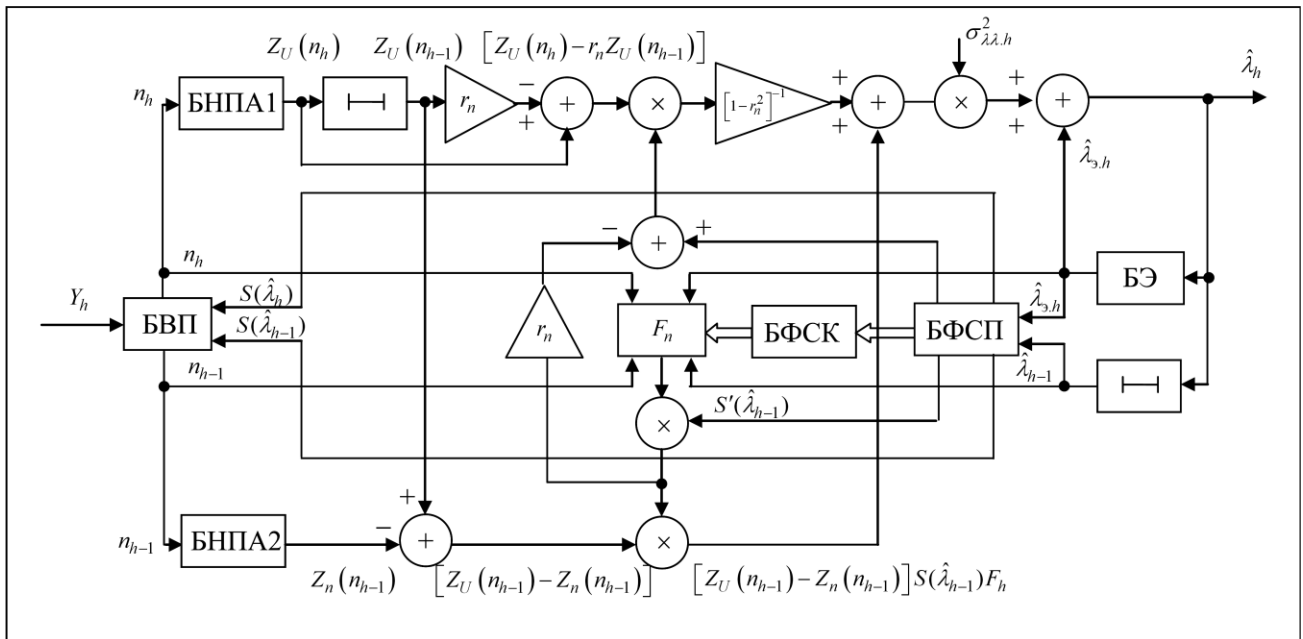 Z_U(n_h) Z_U(n_{h-1}) [Z_U(n_h) − r_n Z_U(n_{h-1})] σ²_{λλ.h}
n_h БНПА1 r_n − + + × [1−r_n²]^{-1} + + + × + + + λ̂_h
λ̂_{э.h}
− + +
n_h
Y_h БВП S(λ̂_h) r_n F_n БФСК БФСП λ̂_{э.h} БЭ
S(λ̂_{h-1})
n_{h-1} λ̂_{h-1}
× S′(λ̂_{h-1})
+
n_{h-1} БНПА2 − + ×
Z_n(n_{h-1}) [Z_U(n_{h-1}) − Z_n(n_{h-1})] [Z_U(n_{h-1}) − Z_n(n_{h-1})]S(λ̂_{h-1})F_h